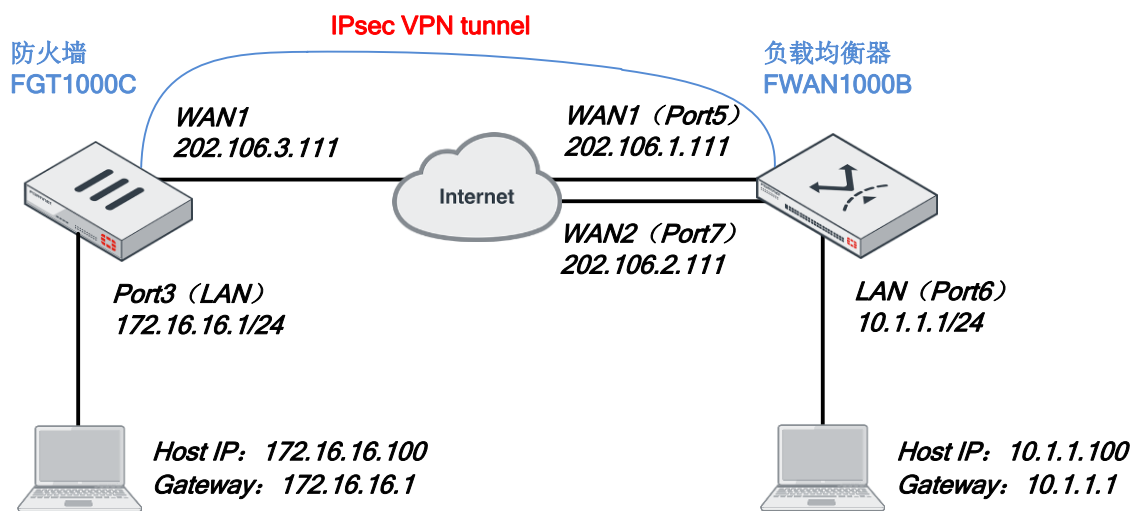 IPsec VPN tunnel
防火墙
FGT1000C
负载均衡器
FWAN1000B
WAN1
202.106.3.111
WAN1（Port5）
202.106.1.111
Internet
WAN2（Port7）
202.106.2.111
Port3（LAN）
172.16.16.1/24
LAN（Port6）
10.1.1.1/24
Host IP：172.16.16.100
Gateway：172.16.16.1
Host IP：10.1.1.100
Gateway：10.1.1.1